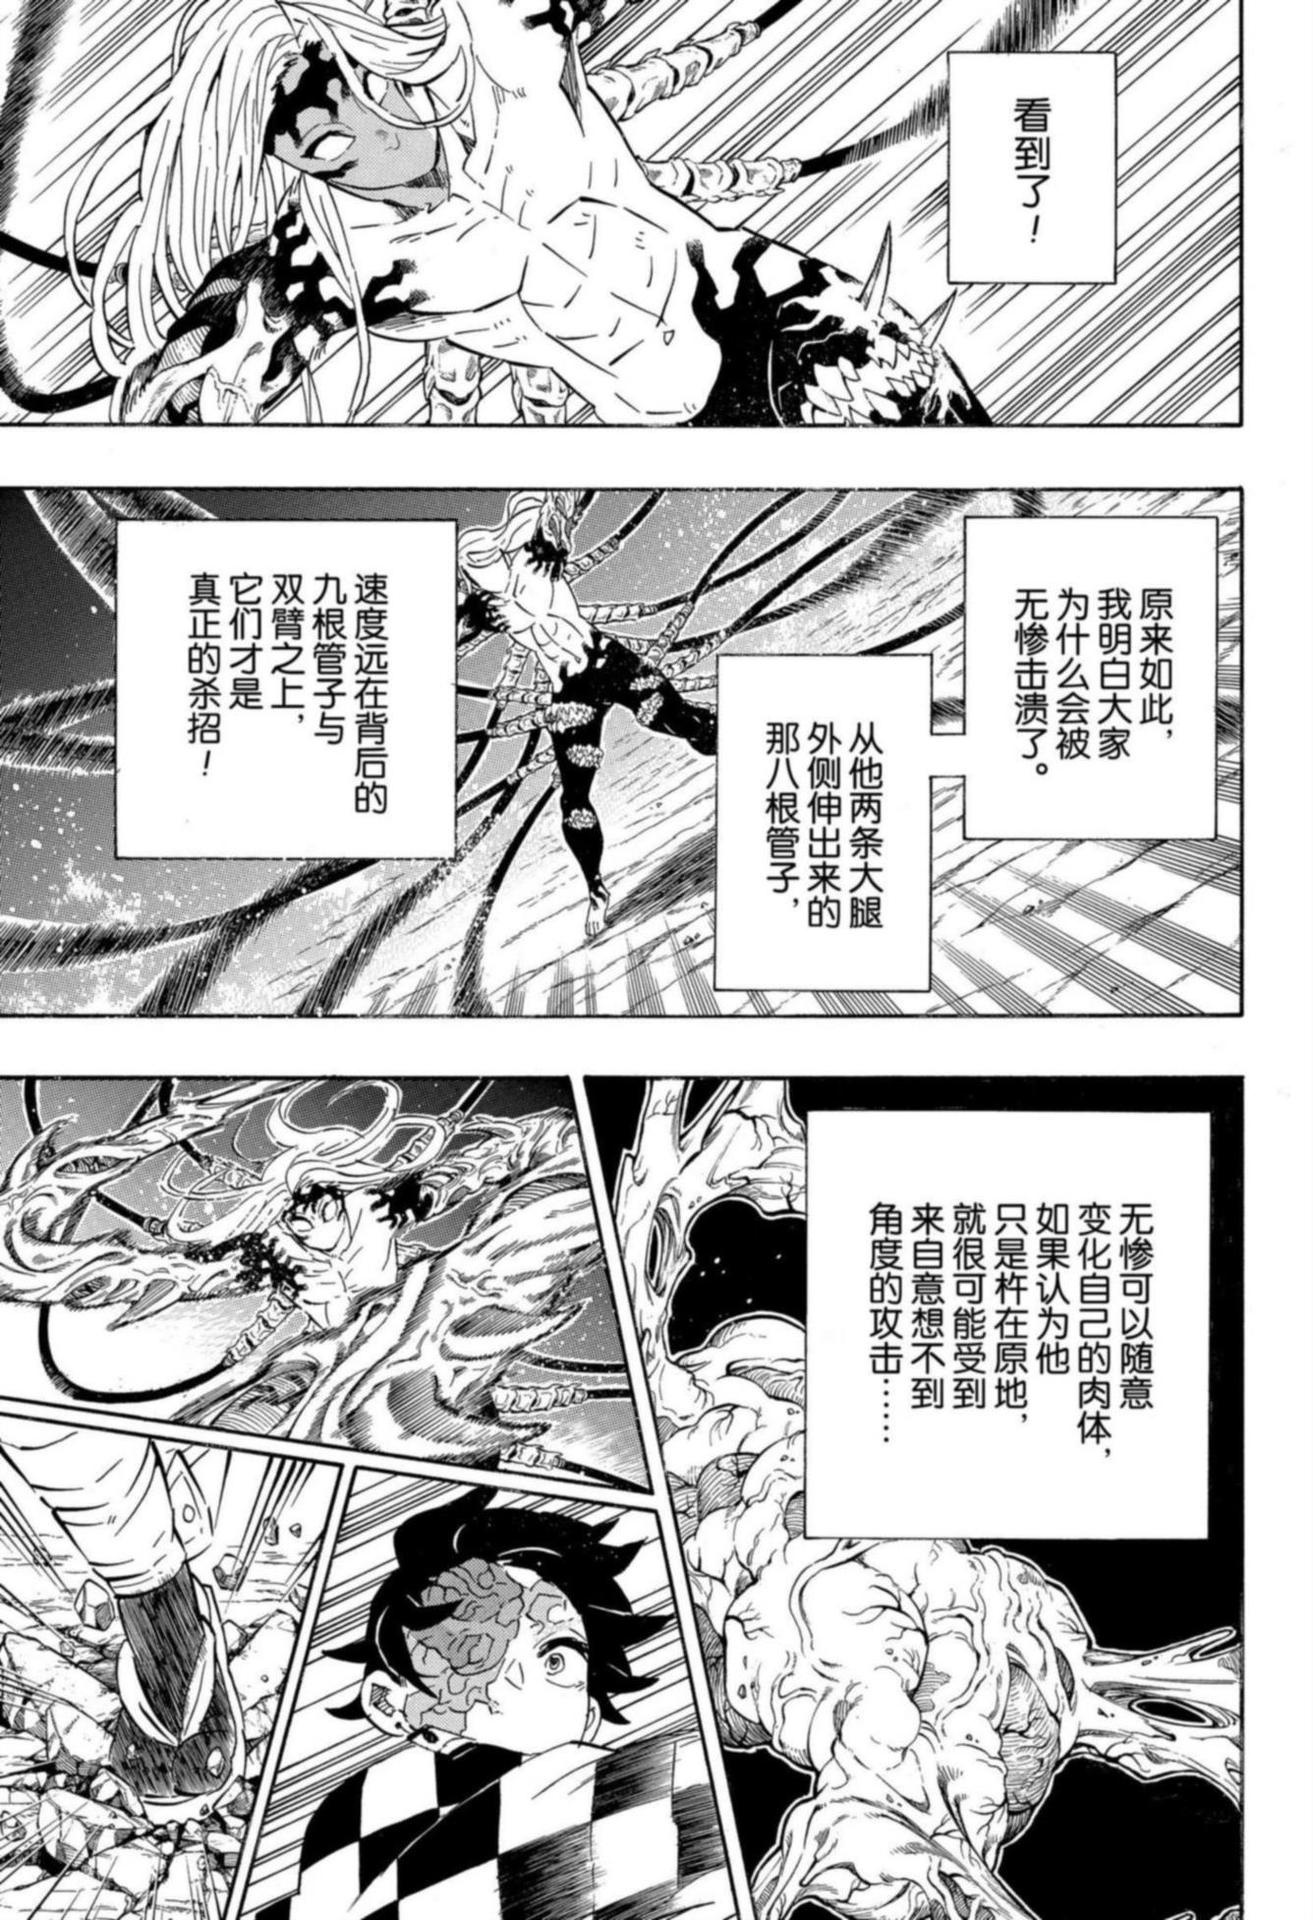 看到了！
原来如此，
我明白大家
为什么会被
无惨击溃了。
从他两条大腿
外侧伸出来的
那八根管子，
速度远在背后的
九根管子与
双臂之上，
它们才是
真正的杀招！
无惨可以随意
变化自己的肉体，
如果认为他
只是杵在原地，
就很可能受到
来自意想不到
角度的攻击……